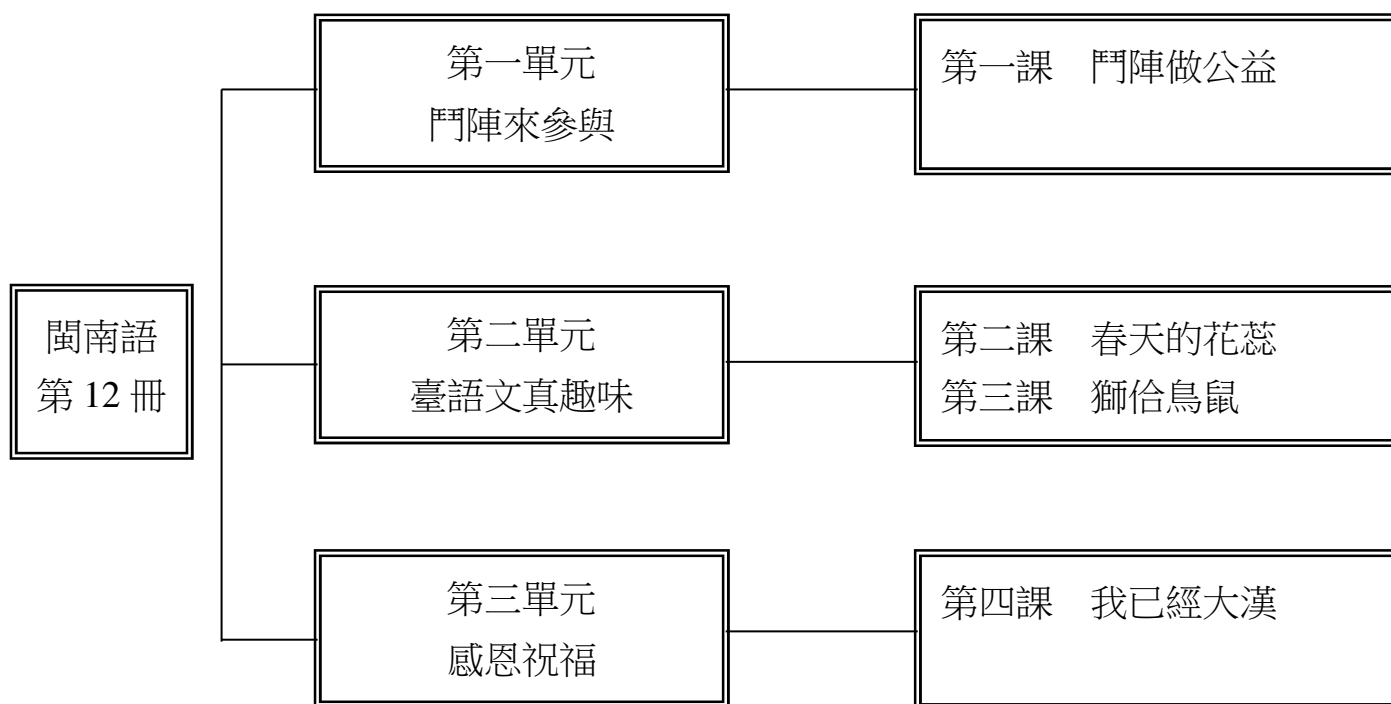 閩南語
第 12 冊
第一單元
鬥陣來參與
第一課　鬥陣做公益
第二單元
臺語文真趣味
第二課　春天的花蕊
第三課　獅佮鳥鼠
第三單元
感恩祝福
第四課　我已經大漢